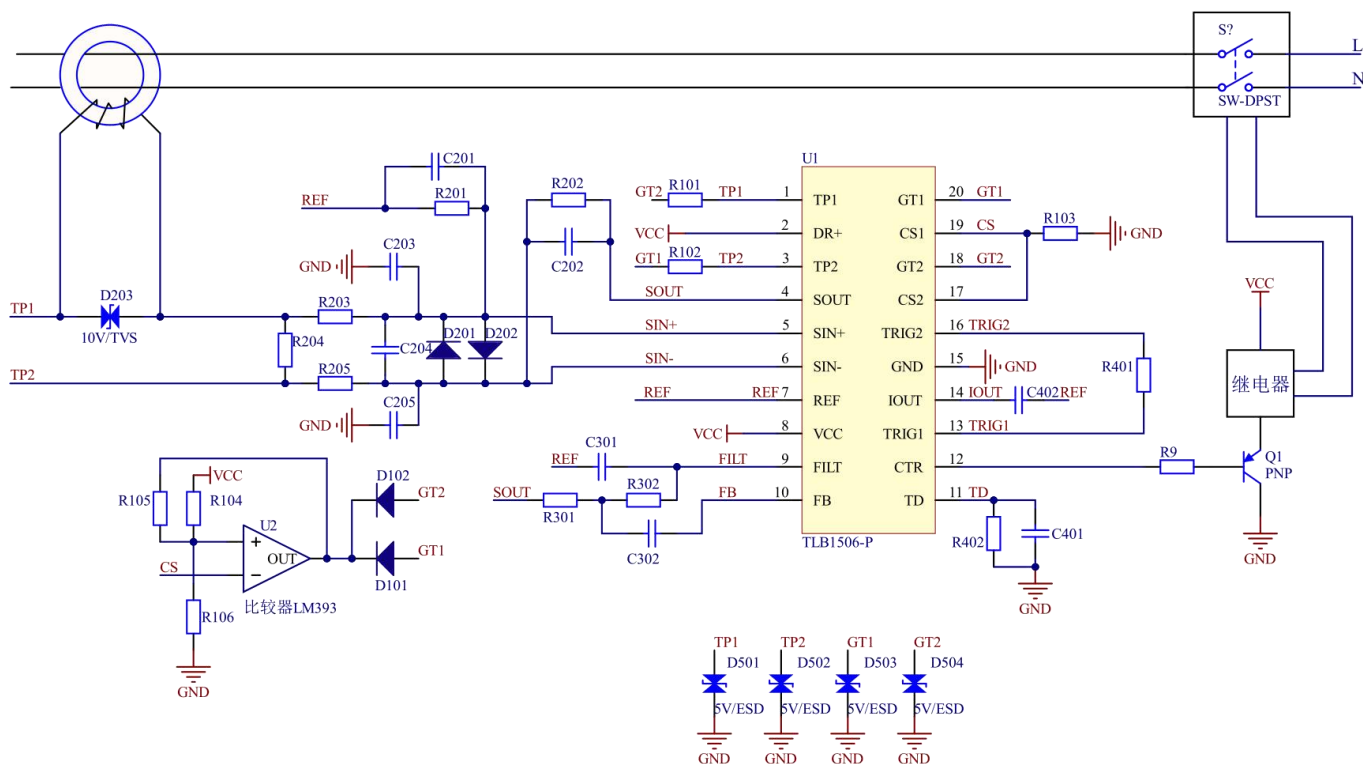 S?
L
N
SW-DPST
C201
REF
R201
R202
C202
GT2
R101
TP1
U1
1
TP1
GT1
20
GT1
VCC
2
DR+
CS1
19
CS
R103
GND
GT1
R102
TP2
3
TP2
GT2
18
GT2
SOUT
4
SOUT
CS2
17
SIN+
5
SIN+
TRIG2
16
TRIG2
SIN-
6
SIN-
GND
15
GND
R401
REF
REF
7
REF
IOUT
14
IOUT
C402
REF
VCC
8
VCC
TRIG1
13
TRIG1
FILT
9
FILT
CTR
12
R9
FB
10
FB
TD
11
TD
TLB1506-P
C203
GND
TP1
D203
10V/TVS
R203
R204
C204
D201
D202
TP2
R205
C205
GND
VCC
继电器
Q1
PNP
GND
REF
C301
SOUT
R301
R302
C302
R402
C401
GND
VCC
R105
R104
U2
+
OUT
−
CS
比较器LM393
R106
GND
D102
GT2
GT1
D101
TP1
D501
5V/ESD
GND
TP2
D502
5V/ESD
GND
GT1
D503
5V/ESD
GND
GT2
D504
5V/ESD
GND